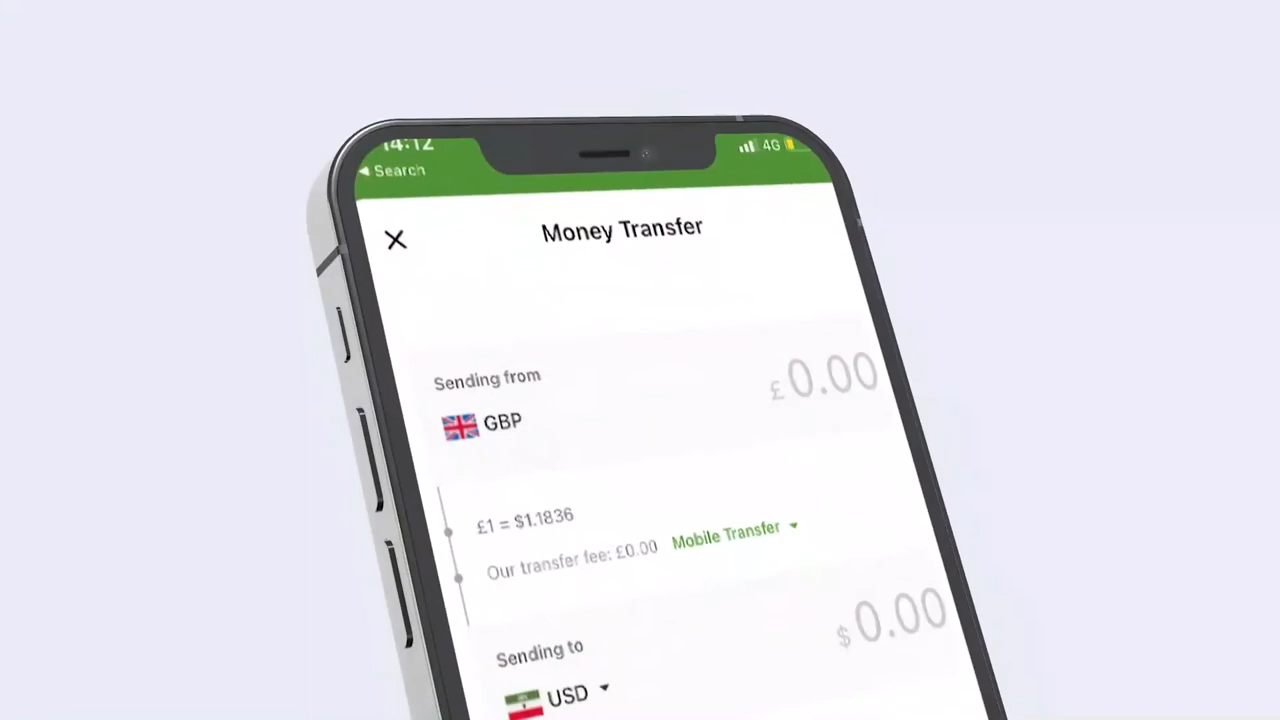 14:12
4G
◀ Search
Money Transfer
£0.00
Sending from
GBP
£1 = $1.1836
Our transfer fee: £0.00 Mobile Transfer
$0.00
Sending to
USD